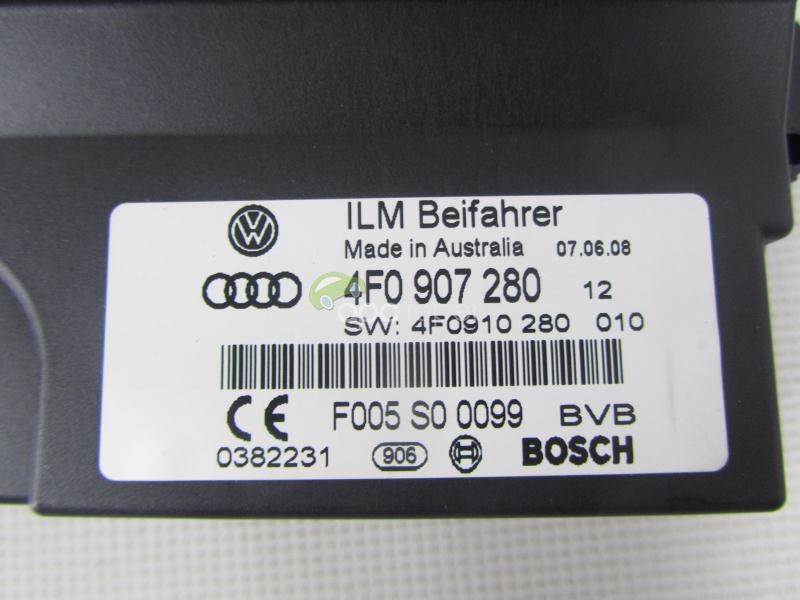 ILM Beifahrer
Made in Australia 07.06.08
4F0 907 280 12
SW: 4F0910 280 010
F005 S0 0099 BVB
0382231 906 BOSCH